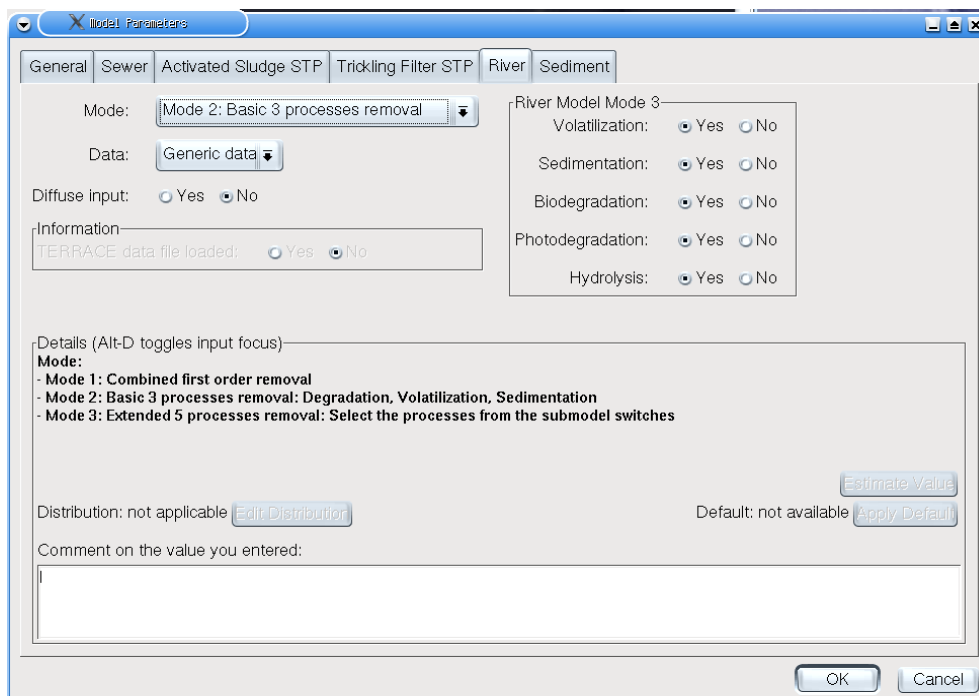 Model Parameters
General Sewer Activated Sludge STP Trickling Filter STP River Sediment
Mode: Mode 2: Basic 3 processes removal
Data: Generic data
Diffuse input: Yes No
Information
TERRACE data file loaded: Yes No
River Model Mode 3
Volatilization: Yes No
Sedimentation: Yes No
Biodegradation: Yes No
Photodegradation: Yes No
Hydrolysis: Yes No
Details (Alt-D toggles input focus)
Mode:
- Mode 1: Combined first order removal
- Mode 2: Basic 3 processes removal: Degradation, Volatilization, Sedimentation
- Mode 3: Extended 5 processes removal: Select the processes from the submodel switches
Estimate Value
Distribution: not applicable Edit Distribution Default: not available Apply Default
Comment on the value you entered:
OK Cancel